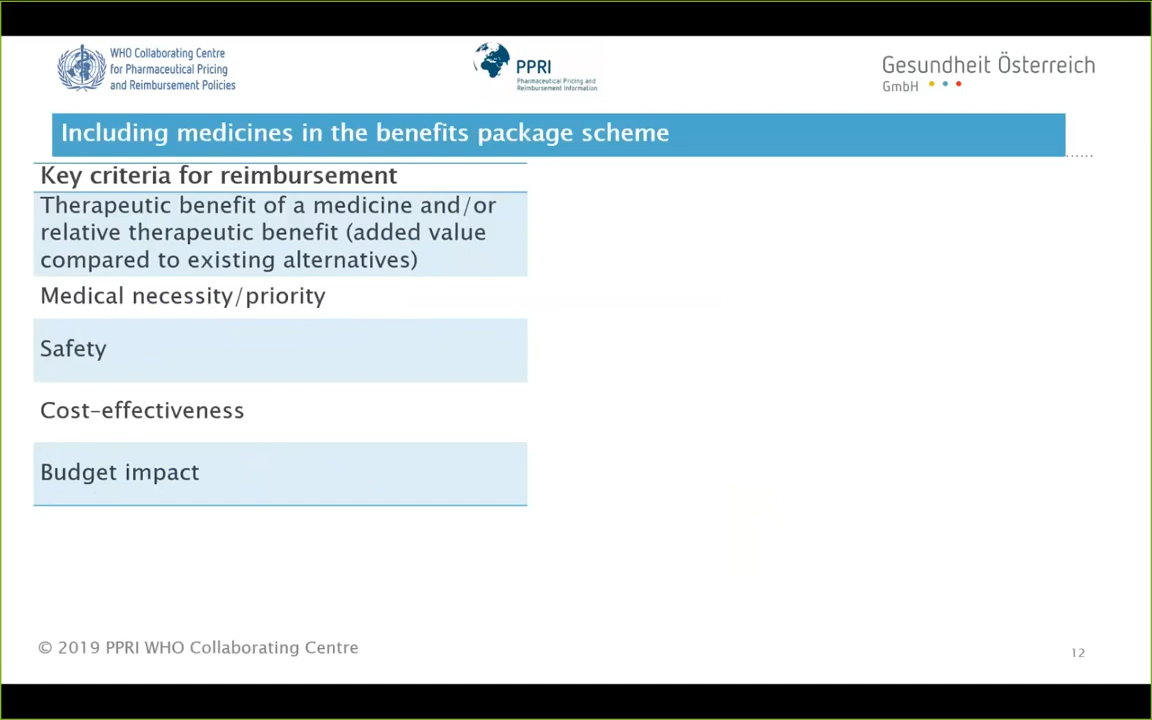 WHO Collaborating Centre
for Pharmaceutical Pricing
and Reimbursement Policies
PPRI
Pharmaceutical Pricing and
Reimbursement Information
Gesundheit Österreich
GmbH
Including medicines in the benefits package scheme
Key criteria for reimbursement
Therapeutic benefit of a medicine and/or
relative therapeutic benefit (added value
compared to existing alternatives)
Medical necessity/priority
Safety
Cost-effectiveness
Budget impact
© 2019 PPRI WHO Collaborating Centre
12